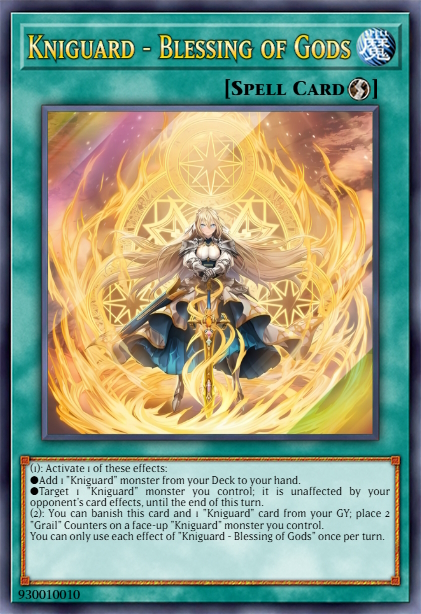 Kniguard - Blessing of Gods
魔
[Spell Card]
(1): Activate 1 of these effects:
●Add 1 "Kniguard" monster from your Deck to your hand.
●Target 1 "Kniguard" monster you control; it is unaffected by your
opponent's card effects, until the end of this turn.
(2): You can banish this card and 1 "Kniguard" card from your GY; place 2
"Grail" Counters on a face-up "Kniguard" monster you control.
You can only use each effect of "Kniguard - Blessing of Gods" once per turn.
930010010